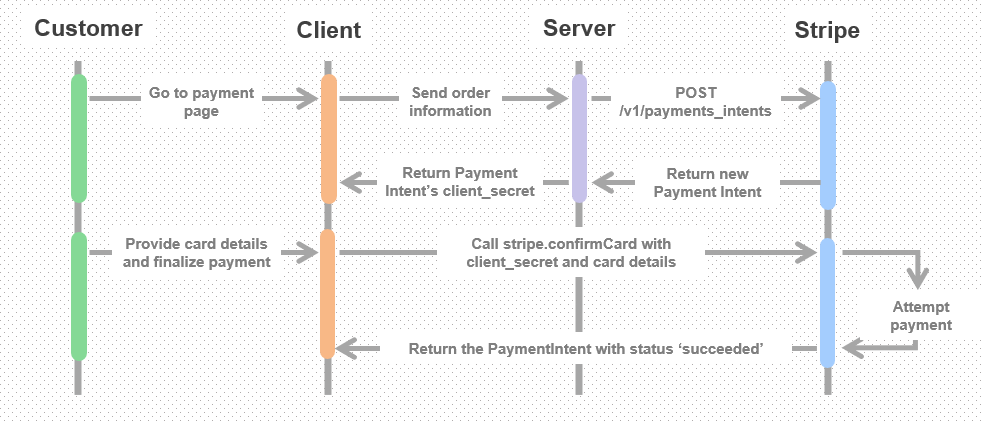 Customer
Client
Server
Stripe
Go to payment
page
Send order
information
POST
/v1/payments_intents
Return Payment
Intent's client_secret
Return new
Payment Intent
Provide card details
and finalize payment
Call stripe.confirmCard with
client_secret and card details
Attempt
payment
Return the PaymentIntent with status ‘succeeded’